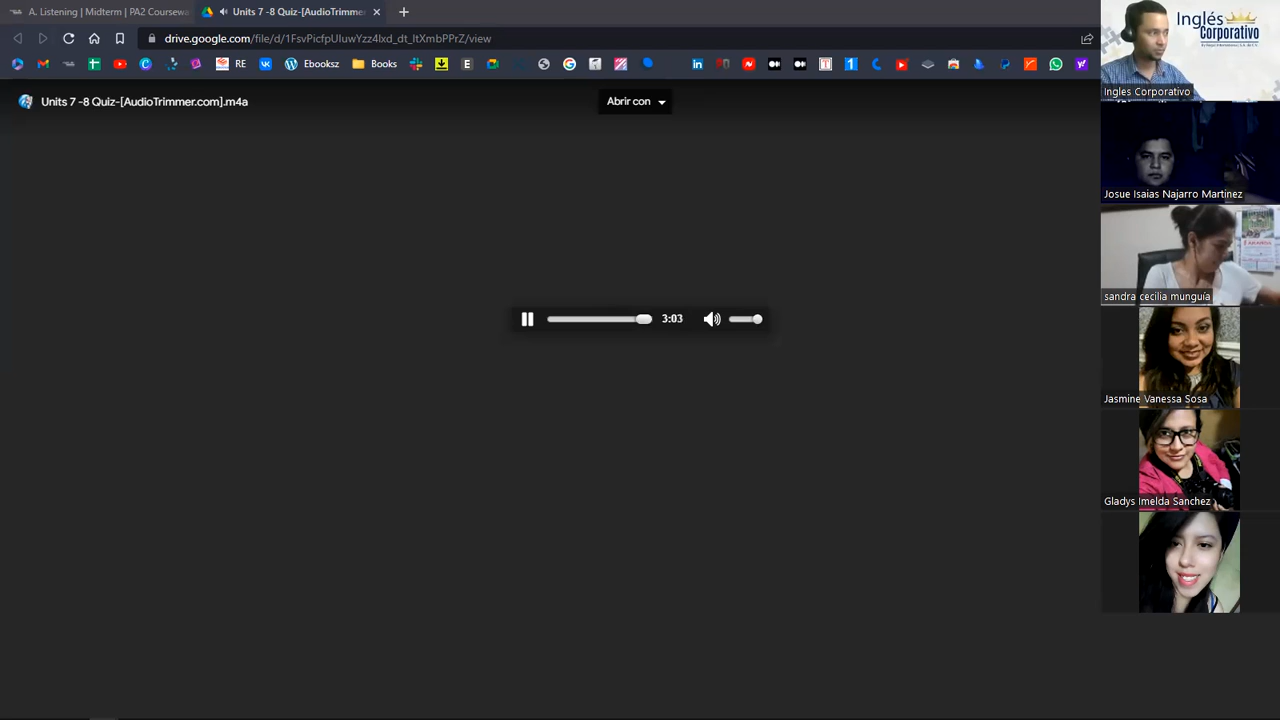 A. Listening | Midterm | PA2 Coursew
Units 7 -8 Quiz-[AudioTrimmer
drive.google.com/file/d/1FsvPicfpUIuwYzz4lxd_dt_ItXmbPPrZ/view
RE
Ebooksz
Books
Units 7 -8 Quiz-[AudioTrimmer.com].m4a
Abrir con
3:03
Inglés
Corporativo
Ingles Corporativo
Josue Isaias Najarro Martinez
sandra cecilia munguía
Jasmine Vanessa Sosa
Gladys Imelda Sanchez